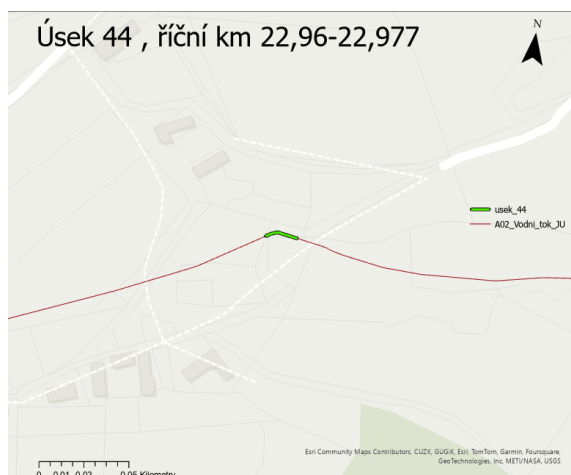 Úsek 44 , říční km 22,96-22,977
N
usek_44
A02_Vodni_tok_JU
Esri Community Maps Contributors, CUZK, GUGiK, Esri, TomTom, Garmin, Foursquare,
GeoTechnologies, Inc, METI/NASA, USGS
0 0,01 0,03 0,05 Kilometry